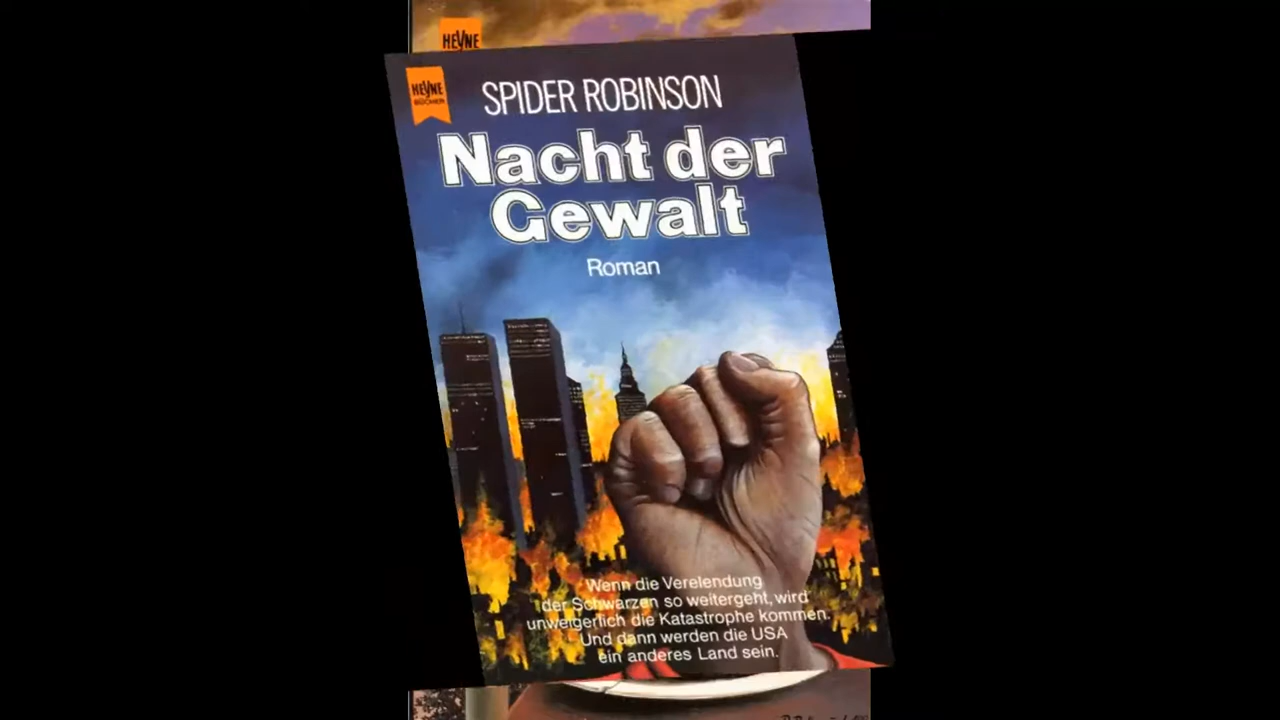 HEYNE
HEYNE
BÜCHER
SPIDER ROBINSON
Nacht der
Gewalt
Roman
Wenn die Verelendung
der Schwarzen so weitergeht, wird
unweigerlich die Katastrophe kommen.
Und dann werden die USA
ein anderes Land sein.